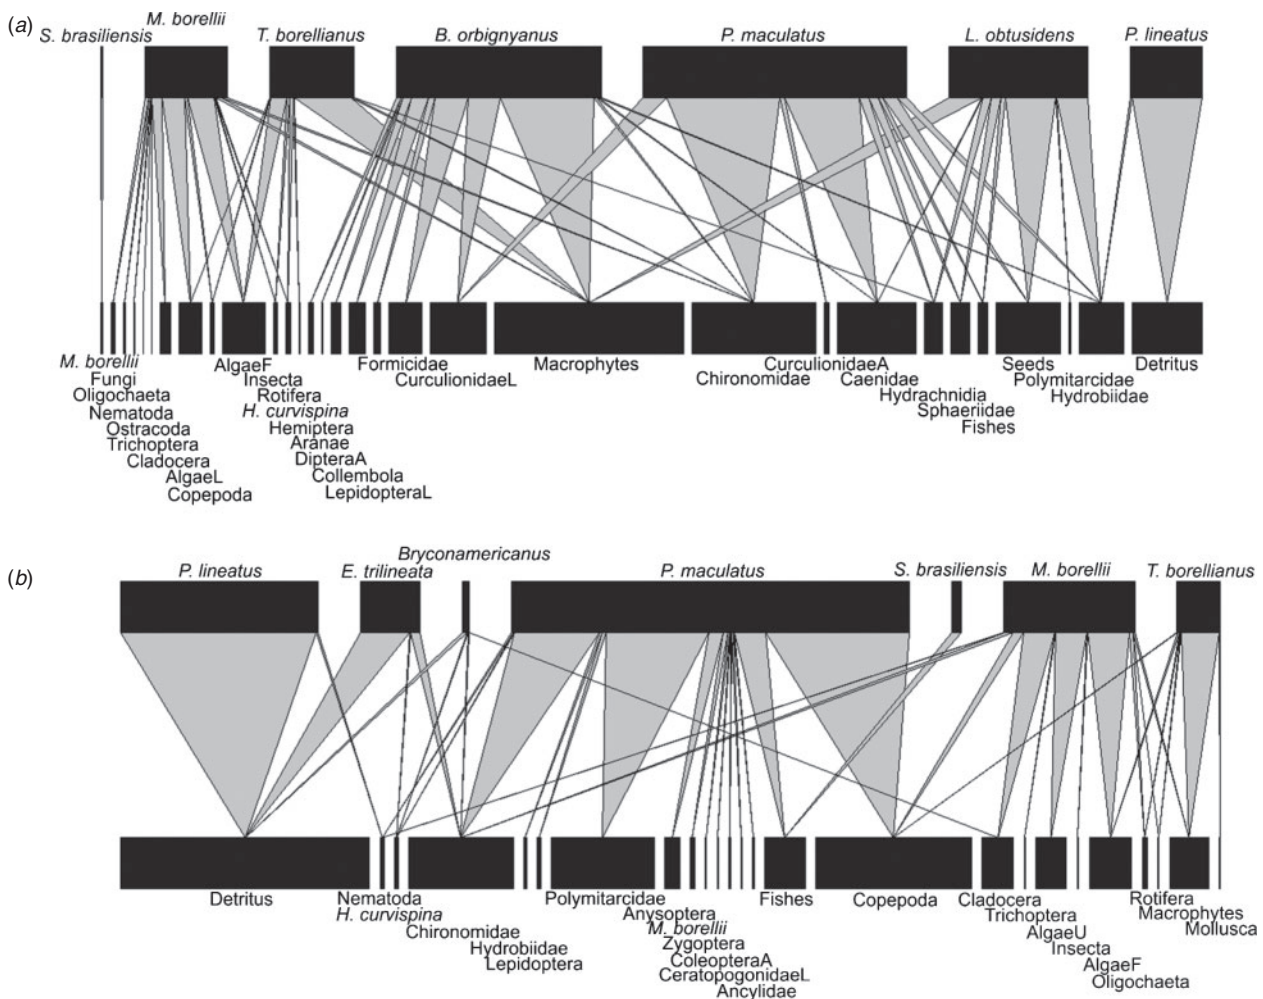 (a)
S. brasiliensis M. borellii T. borellianus B. orbignyanus P. maculatus L. obtusidens P. lineatus
M. borellii
Fungi
Oligochaeta
Nematoda
Ostracoda
Trichoptera
Cladocera
AlgaeL
Copepoda
AlgaeF
Insecta
Rotifera
H. curvispina
Hemiptera
Aranae
DipteraA
Collembola
LepidopteraL
Formicidae
CurculionidaeL
Macrophytes
Chironomidae
CurculionidaeA
Caenidae
Hydrachnidia
Sphaeriidae
Fishes
Seeds
Polymitarcidae
Hydrobiidae
Detritus
(b)
P. lineatus E. trilineata Bryconamericanus P. maculatus S. brasiliensis M. borellii T. borellianus
Detritus
Nematoda
H. curvispina
Chironomidae
Hydrobiidae
Lepidoptera
Polymitarcidae
Anysoptera
M. borellii
Zygoptera
ColeopteraA
CeratopogonidaeL
Ancylidae
Fishes
Copepoda
Cladocera
Trichoptera
AlgaeU
Insecta
AlgaeF
Oligochaeta
Rotifera
Macrophytes
Mollusca